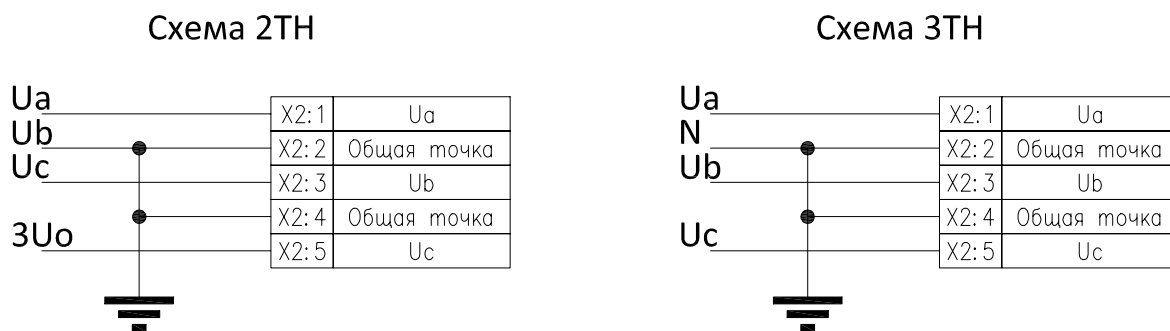 Схема 2ТН
Ua
Ub
Uc
3Uo
X2:1 Ua
X2:2 Общая точка
X2:3 Ub
X2:4 Общая точка
X2:5 Uc
Схема 3ТН
Ua
N
Ub
Uc
X2:1 Ua
X2:2 Общая точка
X2:3 Ub
X2:4 Общая точка
X2:5 Uc